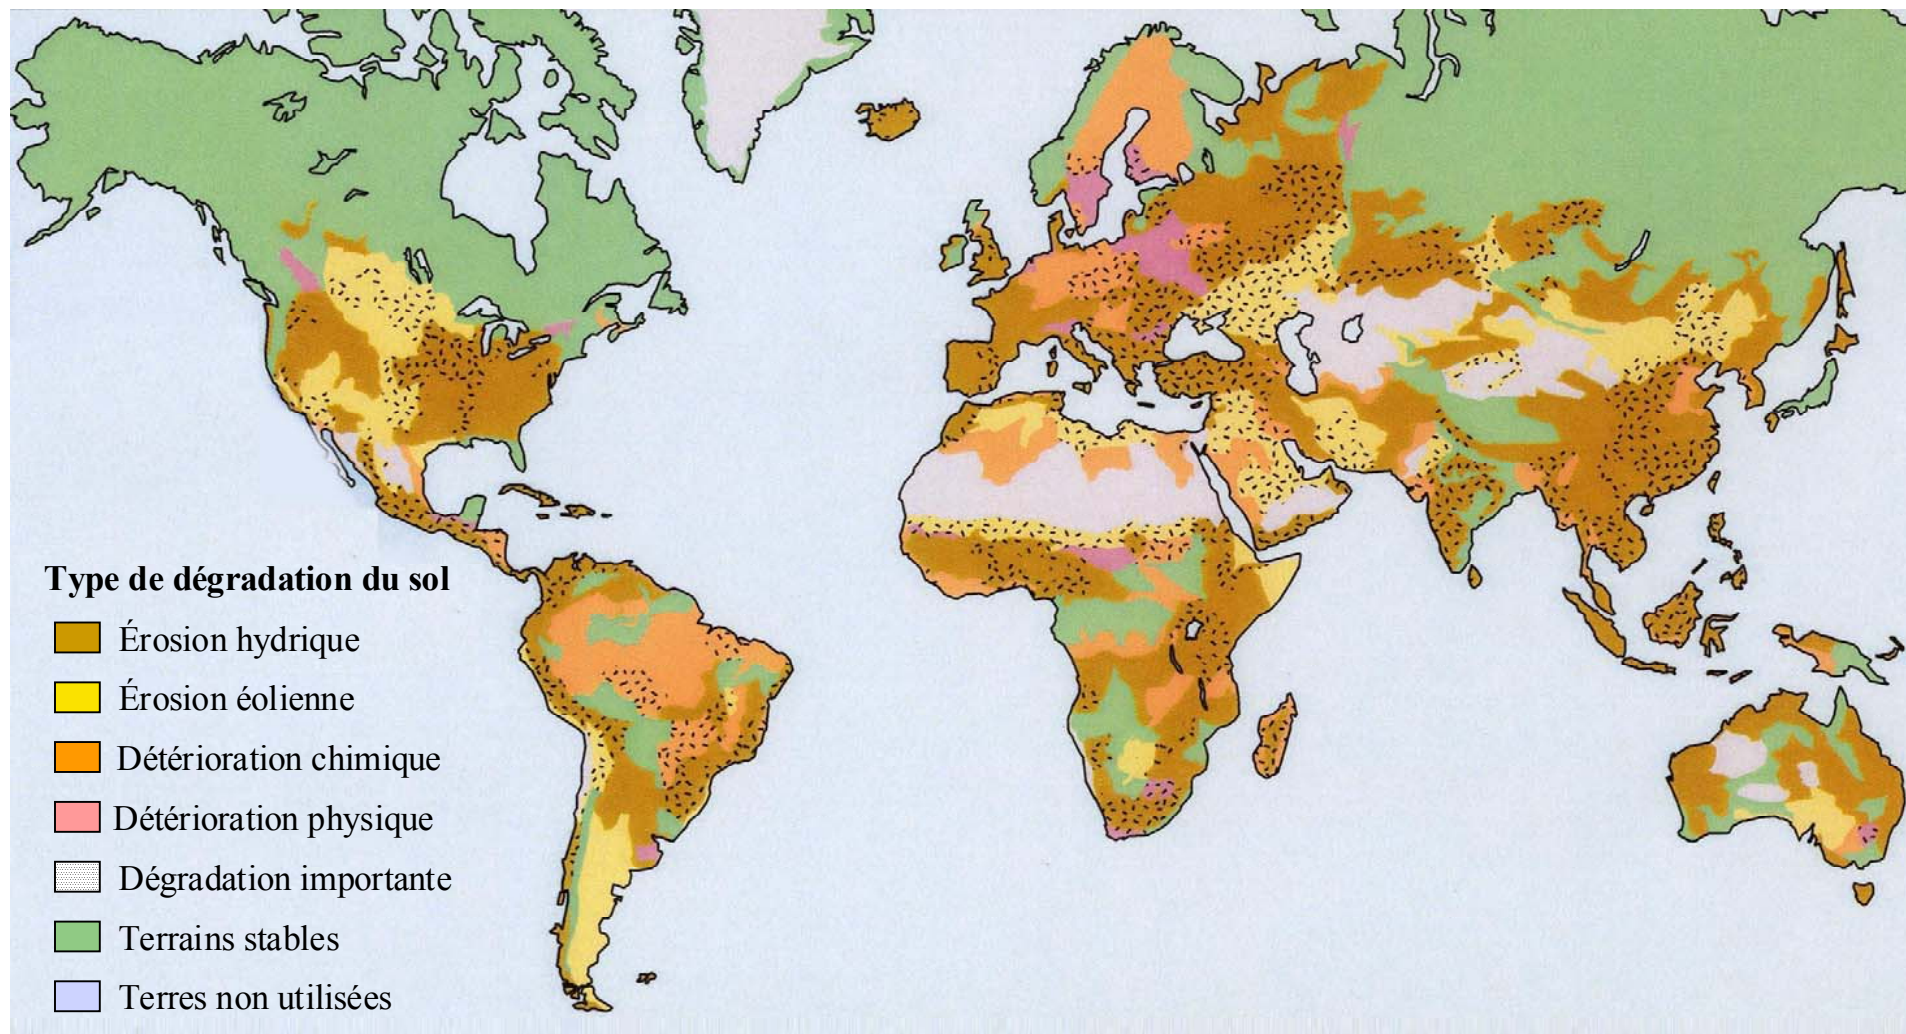 Type de dégradation du sol
Érosion hydrique
Érosion éolienne
Détérioration chimique
Détérioration physique
Dégradation importante
Terrains stables
Terres non utilisées